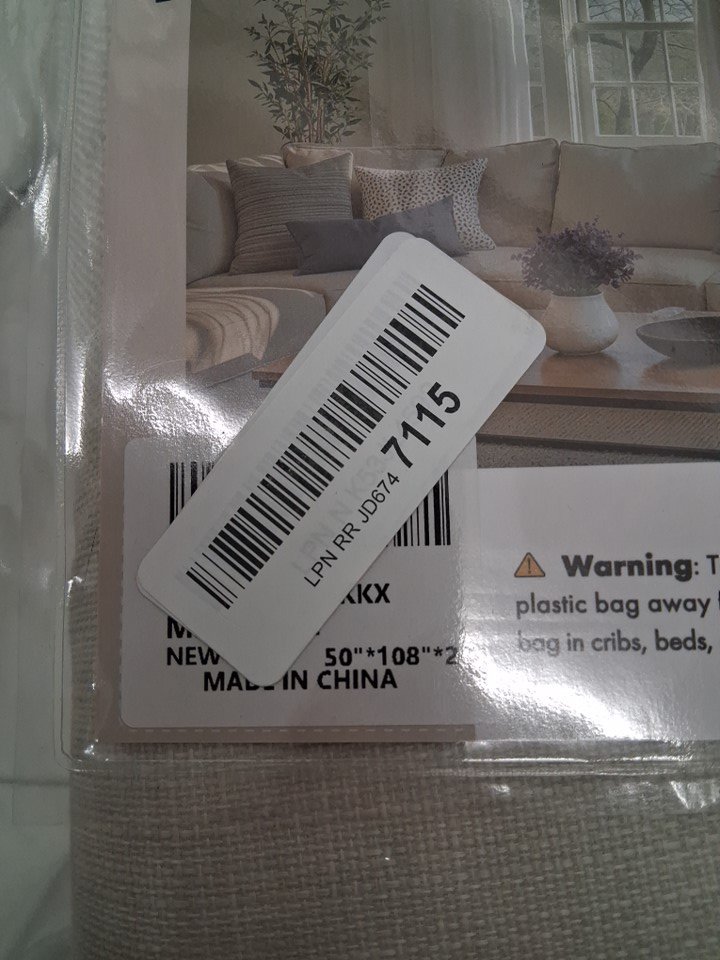 LPN RR JD674 7115
NEW 50"*108"*2
MADE IN CHINA
Warning: T
plastic bag away
bag in cribs, beds,